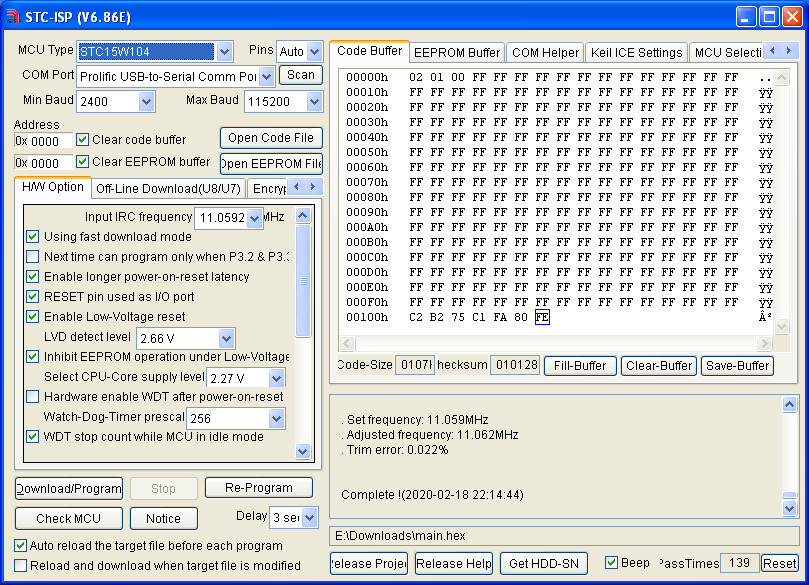 STC-ISP (V6.86E)
MCU Type STC15W104 Pins Auto
COM Port Prolific USB-to-Serial Comm Por Scan
Min Baud 2400 Max Baud 115200
Address
0x 0000 Clear code buffer Open Code File
0x 0000 Clear EEPROM buffer Open EEPROM File
H/W Option Off-Line Download(U8/U7) Encryp
Input IRC frequency 11.0592 MHz
Using fast download mode
Next time can program only when P3.2 & P3.3
Enable longer power-on-reset latency
RESET pin used as I/O port
Enable Low-Voltage reset
LVD detect level 2.66 V
Inhibit EEPROM operation under Low-Voltage
Select CPU-Core supply level 2.27 V
Hardware enable WDT after power-on-reset
Watch-Dog-Timer prescal 256
WDT stop count while MCU in idle mode
Download/Program Stop Re-Program
Check MCU Notice Delay 3 sec
Auto reload the target file before each program
Reload and download when target file is modified
Code Buffer EEPROM Buffer COM Helper Keil ICE Settings MCU Selecti
00000h 02 01 00 FF FF FF FF FF FF FF FF FF FF FF FF FF ..
00010h FF FF FF FF FF FF FF FF FF FF FF FF FF FF FF FF ÿÿ
00020h FF FF FF FF FF FF FF FF FF FF FF FF FF FF FF FF ÿÿ
00030h FF FF FF FF FF FF FF FF FF FF FF FF FF FF FF FF ÿÿ
00040h FF FF FF FF FF FF FF FF FF FF FF FF FF FF FF FF ÿÿ
00050h FF FF FF FF FF FF FF FF FF FF FF FF FF FF FF FF ÿÿ
00060h FF FF FF FF FF FF FF FF FF FF FF FF FF FF FF FF ÿÿ
00070h FF FF FF FF FF FF FF FF FF FF FF FF FF FF FF FF ÿÿ
00080h FF FF FF FF FF FF FF FF FF FF FF FF FF FF FF FF ÿÿ
00090h FF FF FF FF FF FF FF FF FF FF FF FF FF FF FF FF ÿÿ
000A0h FF FF FF FF FF FF FF FF FF FF FF FF FF FF FF FF ÿÿ
000B0h FF FF FF FF FF FF FF FF FF FF FF FF FF FF FF FF ÿÿ
000C0h FF FF FF FF FF FF FF FF FF FF FF FF FF FF FF FF ÿÿ
000D0h FF FF FF FF FF FF FF FF FF FF FF FF FF FF FF FF ÿÿ
000E0h FF FF FF FF FF FF FF FF FF FF FF FF FF FF FF FF ÿÿ
000F0h FF FF FF FF FF FF FF FF FF FF FF FF FF FF FF FF ÿÿ
00100h C2 B2 75 C1 FA 80 FE Â²
Code-Size 0107H hecksum 010128 Fill-Buffer Clear-Buffer Save-Buffer
. Set frequency: 11.059MHz
. Adjusted frequency: 11.062MHz
. Trim error: 0.022%
Complete !(2020-02-18 22:14:44)
E:\Downloads\main.hex
elease Projec Release Help Get HDD-SN Beep PassTimes 139 Reset